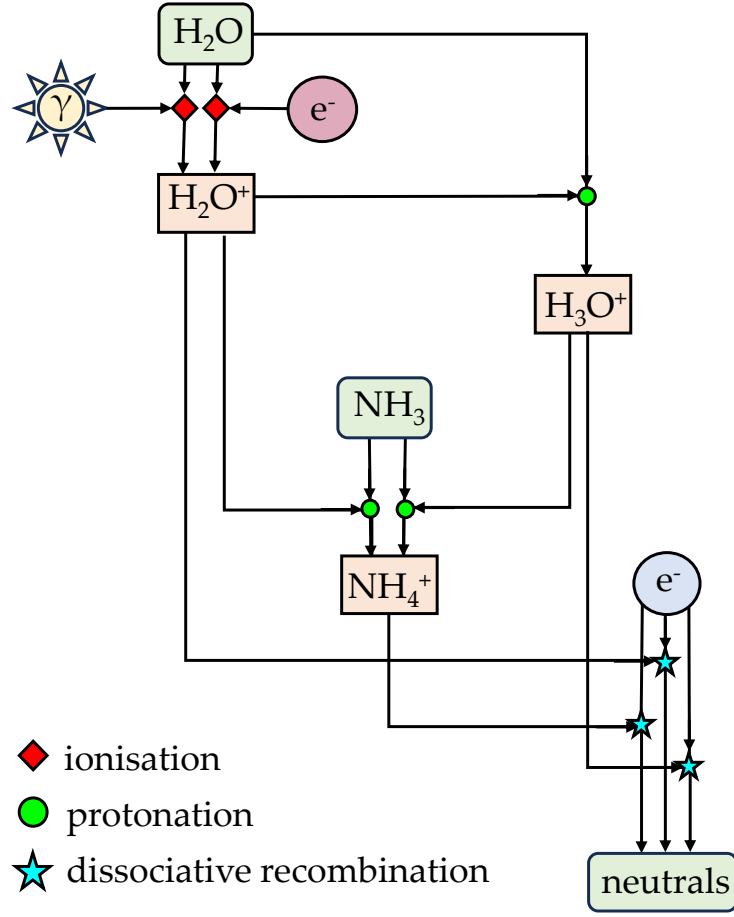 H₂O
γ
e⁻
H₂O⁺
H₃O⁺
NH₃
NH₄⁺
e⁻
ionisation
protonation
dissociative recombination
neutrals